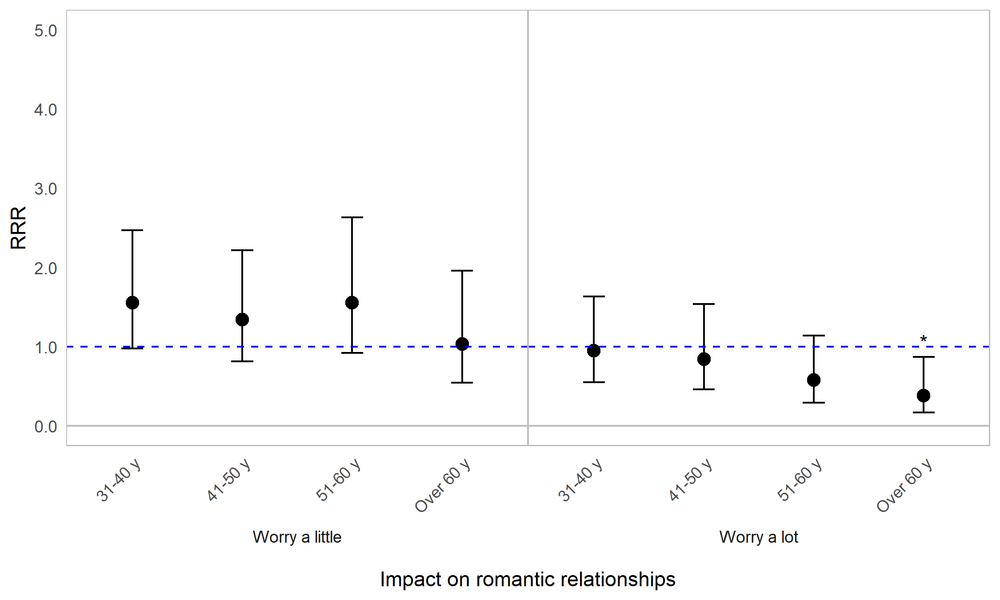 5.0
4.0
3.0
2.0
1.0
0.0
RRR
*
31-40 y
41-50 y
51-60 y
Over 60 y
31-40 y
41-50 y
51-60 y
Over 60 y
Worry a little
Worry a lot
Impact on romantic relationships